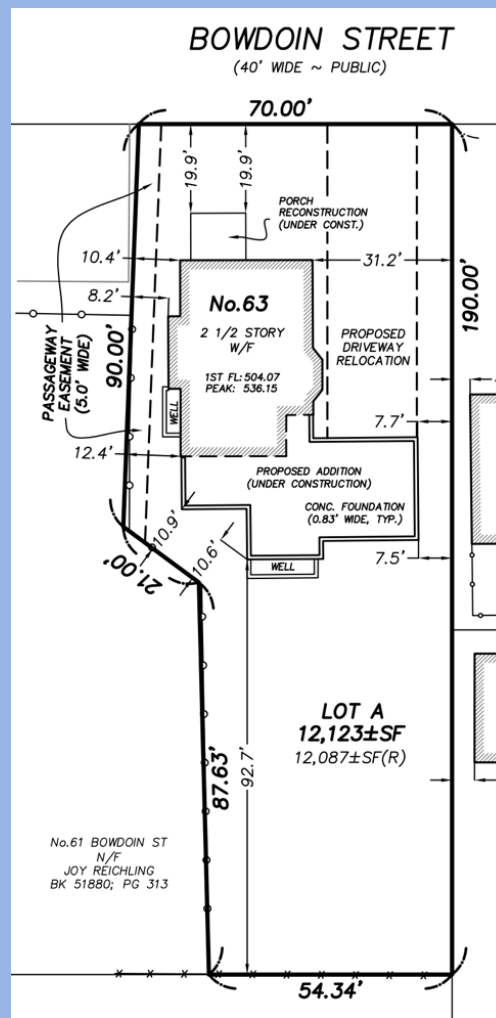 BOWDOIN STREET
(40' WIDE ~ PUBLIC)
70.00'
19.9'
19.9'
PORCH
RECONSTRUCTION
(UNDER CONST.)
10.4'
31.2'
8.2'
No.63
2 1/2 STORY
W/F
1ST FL: 504.07
PEAK: 536.15
PROPOSED
DRIVEWAY
RELOCATION
190.00'
90.00'
PASSAGEWAY
EASEMENT
(5.0' WIDE)
WELL
7.7'
12.4'
PROPOSED ADDITION
(UNDER CONSTRUCTION)
CONC. FOUNDATION
(0.83' WIDE, TYP.)
10.9'
10.6'
21.00'
WELL
7.5'
LOT A
12,123±SF
12,087±SF(R)
87.63'
92.7'
No.61 BOWDOIN ST
N/F
JOY REICHLING
BK 51880; PG 313
54.34'